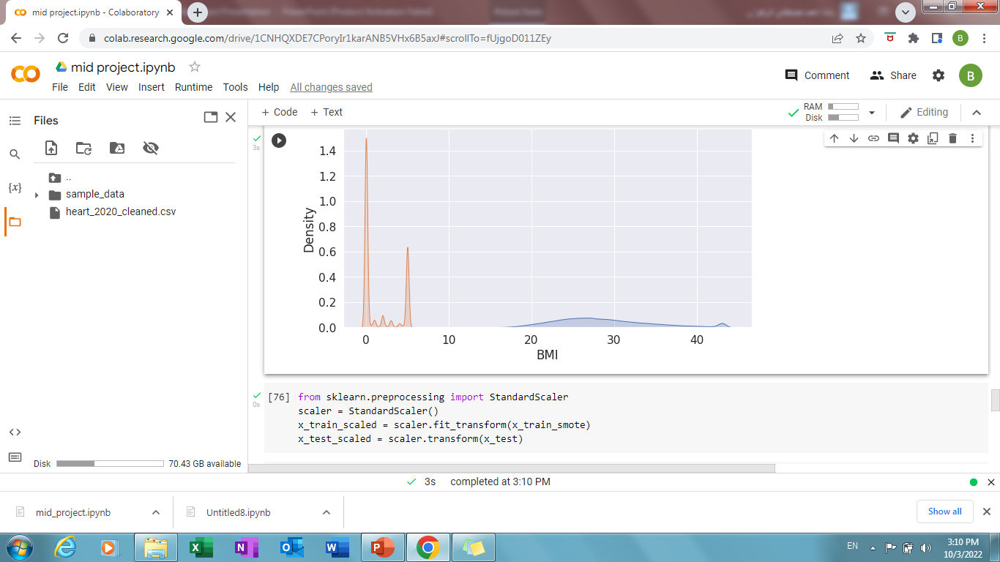 mid project.ipynb - Colaboratory
colab.research.google.com/drive/1CNHQXDE7CPoryIr1karANB5VHx6B5axJ#scrollTo=fUjgoD011ZEy
B
mid project.ipynb
File Edit View Insert Runtime Tools Help All changes saved
Comment Share B
Files
+ Code + Text
RAM
Disk
Editing
{x}
..
sample_data
heart_2020_cleaned.csv
3s
1.4
1.2
1.0
0.8
0.6
0.4
0.2
0.0
Density
0 10 20 30 40
BMI
0s
[76] from sklearn.preprocessing import StandardScaler
scaler = StandardScaler()
x_train_scaled = scaler.fit_transform(x_train_smote)
x_test_scaled = scaler.transform(x_test)
Disk 70.43 GB available
3s completed at 3:10 PM
mid_project.ipynb Untitled8.ipynb Show all
EN
3:10 PM
10/3/2022